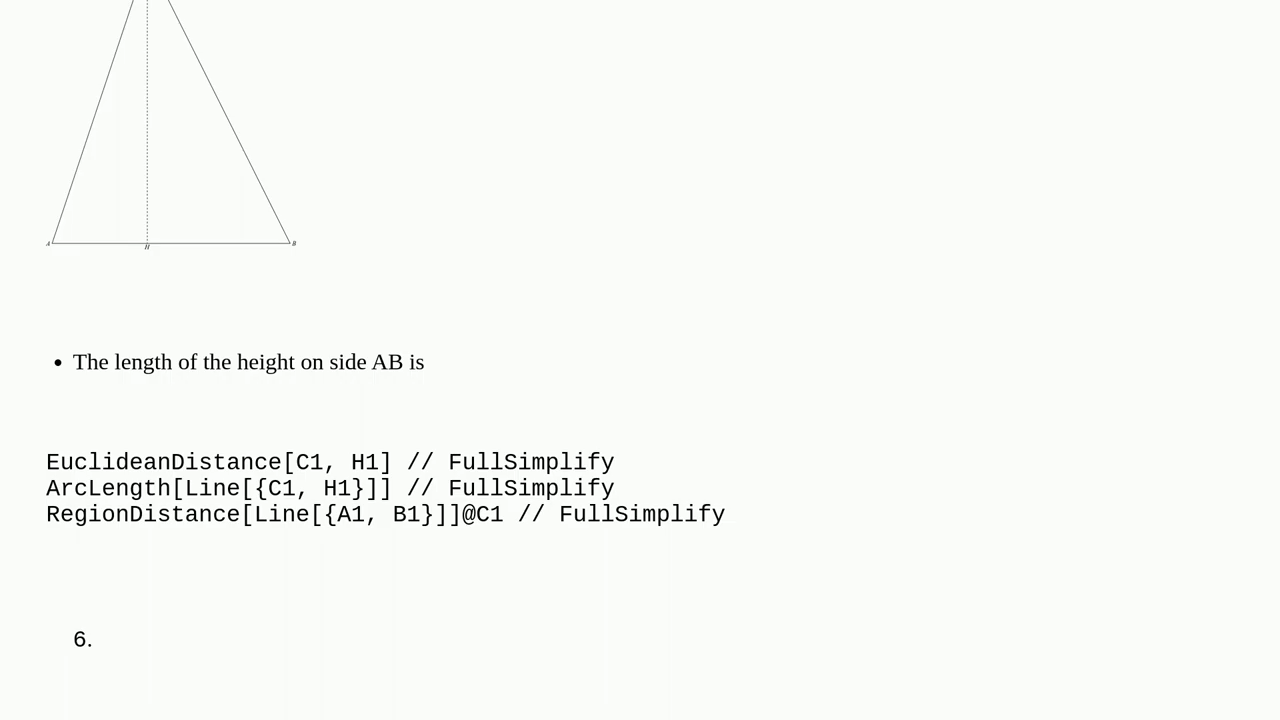 A
B
H
• The length of the height on side AB is
EuclideanDistance[C1, H1] // FullSimplify
ArcLength[Line[{C1, H1}]] // FullSimplify
RegionDistance[Line[{A1, B1}]]@C1 // FullSimplify
6.